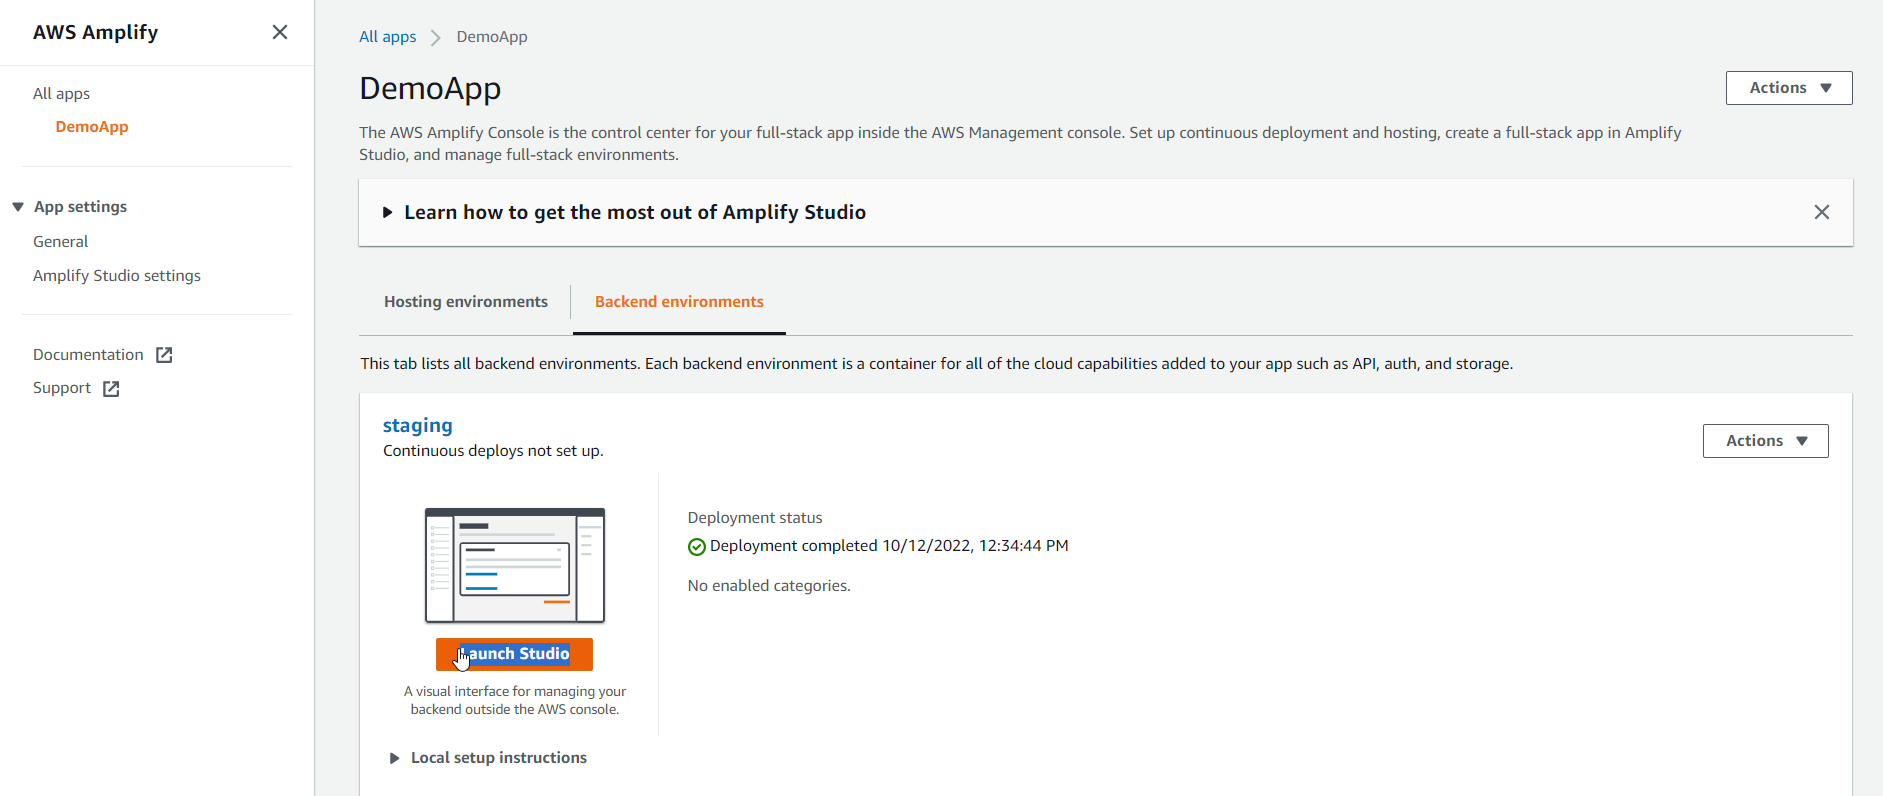 AWS Amplify
All apps
DemoApp
App settings
General
Amplify Studio settings
Documentation
Support
All apps
DemoApp
DemoApp
Actions
The AWS Amplify Console is the control center for your full-stack app inside the AWS Management console. Set up continuous deployment and hosting, create a full-stack app in Amplify
Studio, and manage full-stack environments.
Learn how to get the most out of Amplify Studio
Hosting environments
Backend environments
This tab lists all backend environments. Each backend environment is a container for all of the cloud capabilities added to your app such as API, auth, and storage.
staging
Continuous deploys not set up.
Actions
Launch Studio
A visual interface for managing your
backend outside the AWS console.
Deployment status
Deployment completed 10/12/2022, 12:34:44 PM
No enabled categories.
Local setup instructions